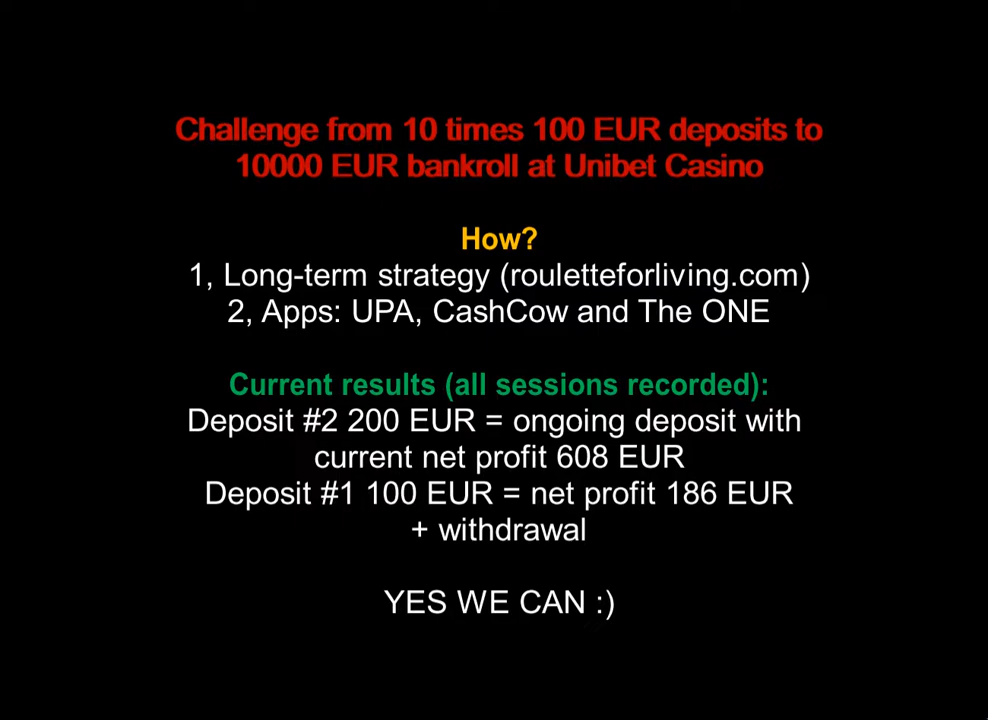 Challenge from 10 times 100 EUR deposits to
10000 EUR bankroll at Unibet Casino
How?
1, Long-term strategy (rouletteforliving.com)
2, Apps: UPA, CashCow and The ONE
Current results (all sessions recorded):
Deposit #2 200 EUR = ongoing deposit with
current net profit 608 EUR
Deposit #1 100 EUR = net profit 186 EUR
+ withdrawal
YES WE CAN :)